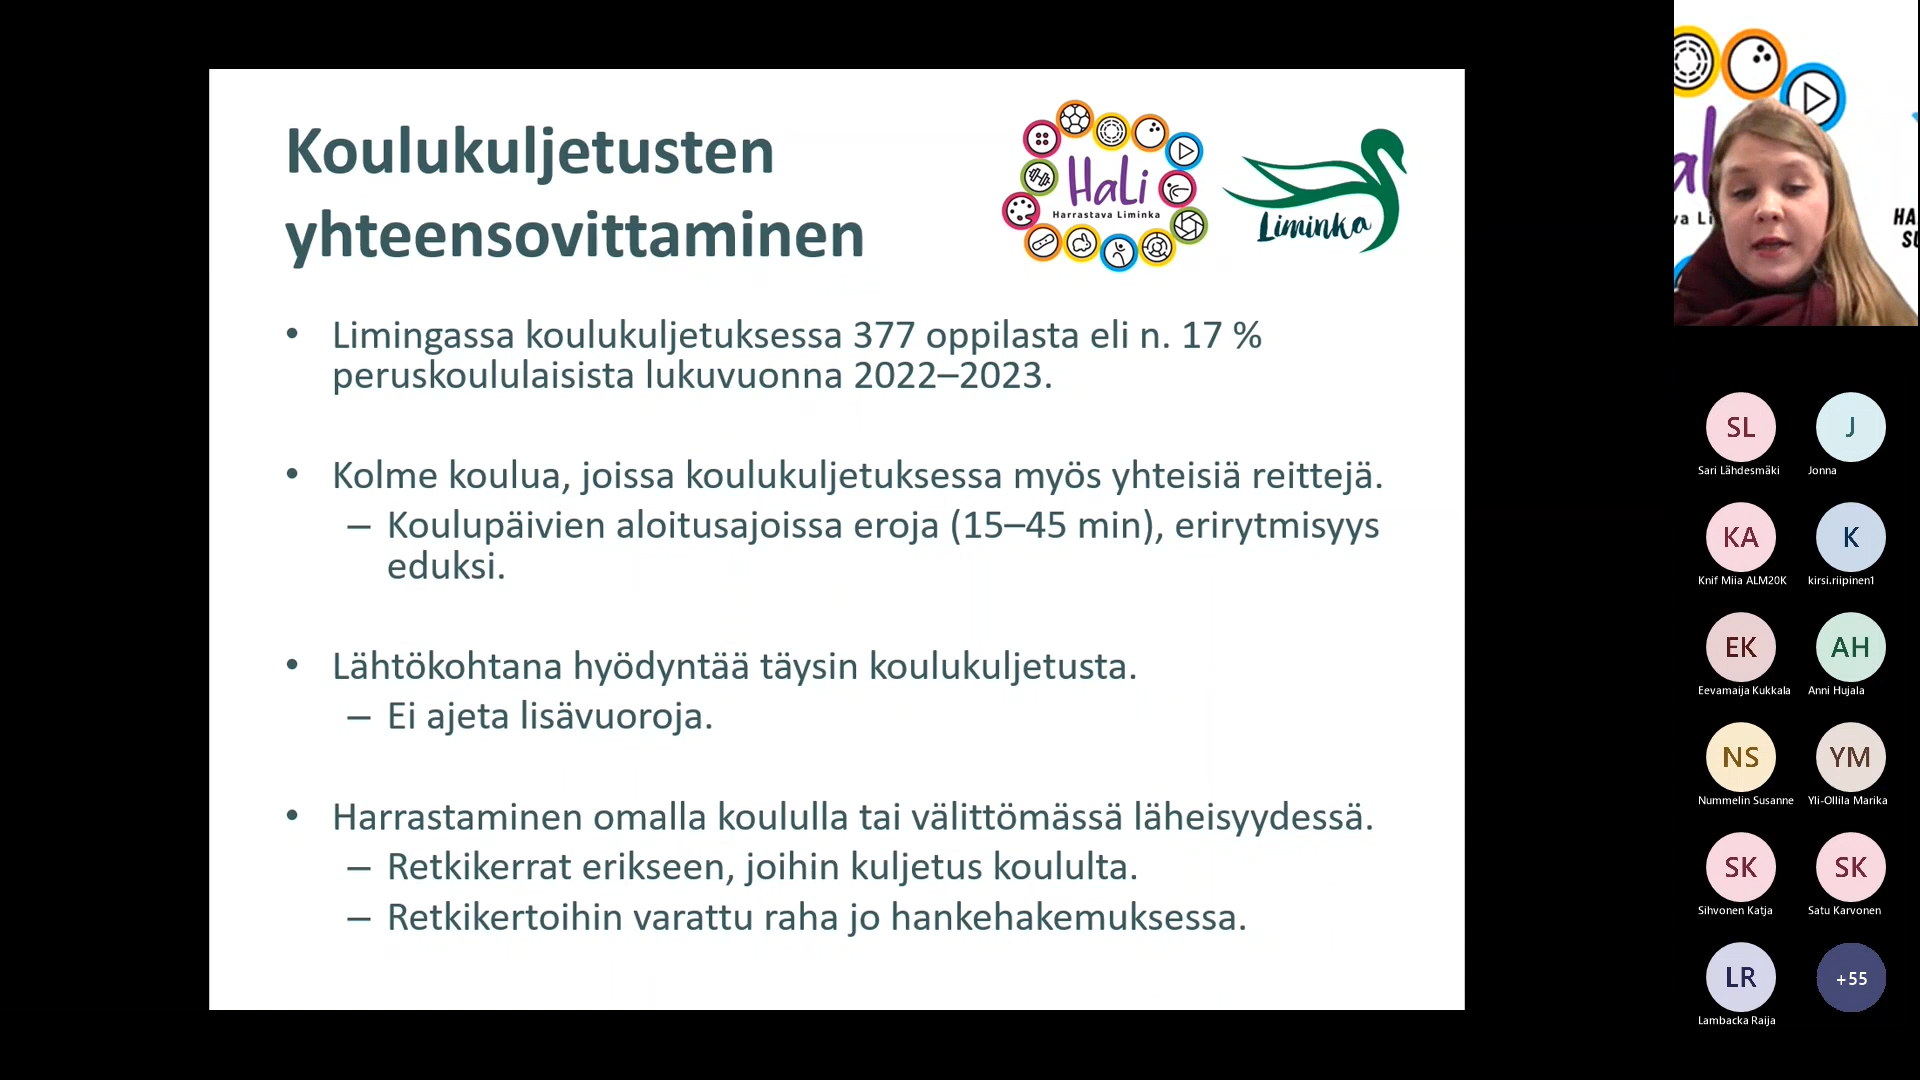 Koulukuljetusten
yhteensovittaminen
HaLi
Harrastava Liminka
Liminka
• Limingassa koulukuljetuksessa 377 oppilasta eli n. 17 %
peruskoululaisista lukuvuonna 2022–2023.
• Kolme koulua, joissa koulukuljetuksessa myös yhteisiä reittejä.
– Koulupäivien aloitusajoissa eroja (15–45 min), erirytmisyys
eduksi.
• Lähtökohtana hyödyntää täysin koulukuljetusta.
– Ei ajeta lisävuoroja.
• Harrastaminen omalla koululla tai välittömässä läheisyydessä.
– Retkikerrat erikseen, joihin kuljetus koululta.
– Retkikertoihin varattu raha jo hankehakemuksessa.
SL
Sari Lähdesmäki
J
Jonna
KA
Knif Miia ALM20K
K
kirsi.riipinen1
EK
Eevamaija Kukkala
AH
Anni Hujala
NS
Nummelin Susanne
YM
Yli-Ollila Marika
SK
Sihvonen Katja
SK
Satu Karvonen
LR
Lambacka Raija
+55